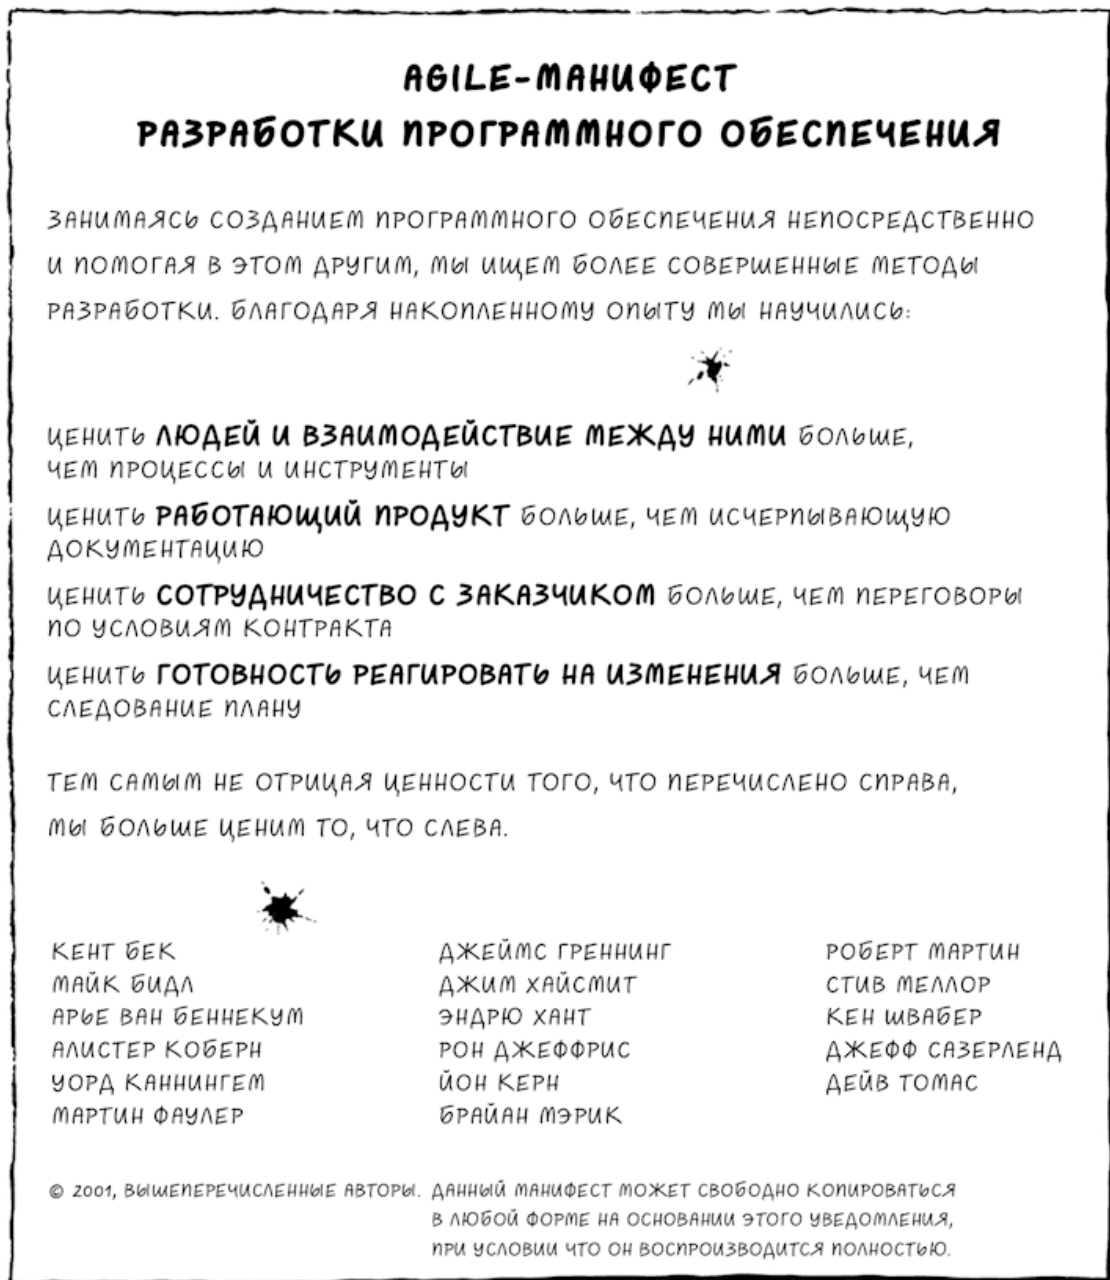 AGILE-МАНИФЕСТ
РАЗРАБОТКИ ПРОГРАММНОГО ОБЕСПЕЧЕНИЯ
ЗАНИМАЯСЬ СОЗДАНИЕМ ПРОГРАММНОГО ОБЕСПЕЧЕНИЯ НЕПОСРЕДСТВЕННО
И ПОМОГАЯ В ЭТОМ ДРУГИМ, МЫ ИЩЕМ БОЛЕЕ СОВЕРШЕННЫЕ МЕТОДЫ
РАЗРАБОТКИ. БЛАГОДАРЯ НАКОПЛЕННОМУ ОПЫТУ МЫ НАУЧИЛИСЬ:
ЦЕНИТЬ ЛЮДЕЙ И ВЗАИМОДЕЙСТВИЕ МЕЖДУ НИМИ БОЛЬШЕ,
ЧЕМ ПРОЦЕССЫ И ИНСТРУМЕНТЫ
ЦЕНИТЬ РАБОТАЮЩИЙ ПРОДУКТ БОЛЬШЕ, ЧЕМ ИСЧЕРПЫВАЮЩУЮ
ДОКУМЕНТАЦИЮ
ЦЕНИТЬ СОТРУДНИЧЕСТВО С ЗАКАЗЧИКОМ БОЛЬШЕ, ЧЕМ ПЕРЕГОВОРЫ
ПО УСЛОВИЯМ КОНТРАКТА
ЦЕНИТЬ ГОТОВНОСТЬ РЕАГИРОВАТЬ НА ИЗМЕНЕНИЯ БОЛЬШЕ, ЧЕМ
СЛЕДОВАНИЕ ПЛАНУ
ТЕМ САМЫМ НЕ ОТРИЦАЯ ЦЕННОСТИ ТОГО, ЧТО ПЕРЕЧИСЛЕНО СПРАВА,
МЫ БОЛЬШЕ ЦЕНИМ ТО, ЧТО СЛЕВА.
КЕНТ БЕК
МАЙК БИДЛ
АРЬЕ ВАН БЕННЕКУМ
АЛИСТЕР КОБЕРН
УОРД КАННИНГЕМ
МАРТИН ФАУЛЕР
ДЖЕЙМС ГРЕННИНГ
ДЖИМ ХАЙСМИТ
ЭНДРЮ ХАНТ
РОН ДЖЕФФРИС
ЙОН КЕРН
БРАЙАН МЭРИК
РОБЕРТ МАРТИН
СТИВ МЕЛЛОР
КЕН ШВАБЕР
ДЖЕФФ САЗЕРЛЕНД
ДЕЙВ ТОМАС
© 2001, ВЫШЕПЕРЕЧИСЛЕННЫЕ АВТОРЫ. ДАННЫЙ МАНИФЕСТ МОЖЕТ СВОБОДНО КОПИРОВАТЬСЯ
В ЛЮБОЙ ФОРМЕ НА ОСНОВАНИИ ЭТОГО УВЕДОМЛЕНИЯ,
ПРИ УСЛОВИИ ЧТО ОН ВОСПРОИЗВОДИТСЯ ПОЛНОСТЬЮ.